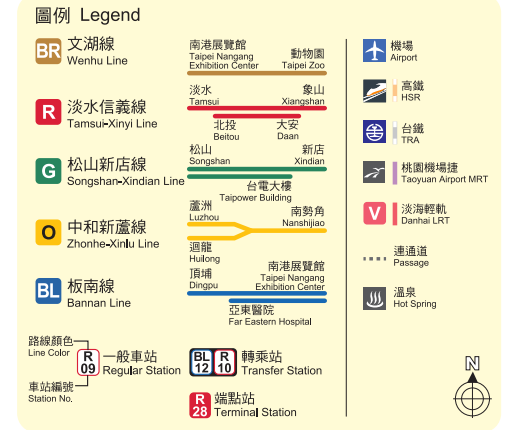 圖例 Legend
BR 文湖線
Wenhu Line
南港展覽館
Taipei Nangang
Exhibition Center
動物園
Taipei Zoo
R 淡水信義線
Tamsui-Xinyi Line
淡水
Tamsui
象山
Xiangshan
北投
Beitou
大安
Daan
G 松山新店線
Songshan-Xindian Line
松山
Songshan
新店
Xindian
台電大樓
Taipower Building
O 中和新蘆線
Zhonhe-Xinlu Line
蘆洲
Luzhou
南勢角
Nanshijiao
迴龍
Huilong
BL 板南線
Bannan Line
頂埔
Dingpu
南港展覽館
Taipei Nangang
Exhibition Center
亞東醫院
Far Eastern Hospital
路線顏色
Line Color
車站編號
Station No.
R
09
一般車站
Regular Station
BL
12
R
10
轉乘站
Transfer Station
R
28
端點站
Terminal Station
機場
Airport
高鐵
HSR
台鐵
TRA
桃園機場捷
Taoyuan Airport MRT
V 淡海輕軌
Danhai LRT
連通道
Passage
溫泉
Hot Spring
N